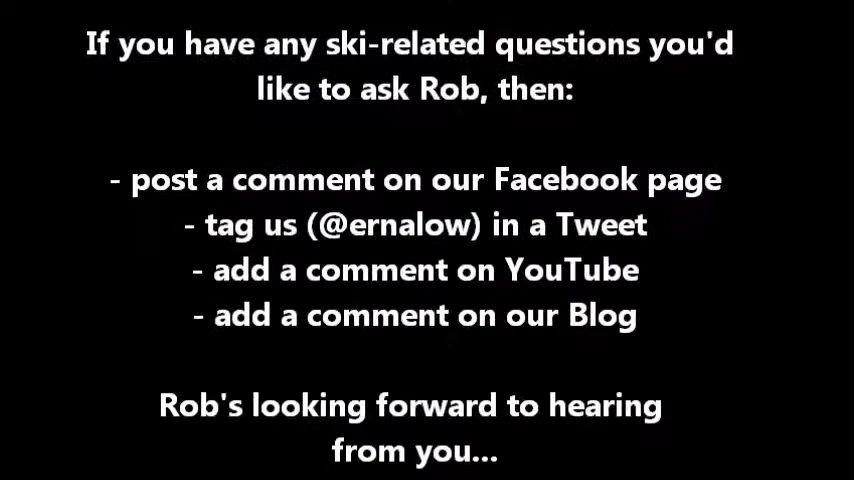 If you have any ski-related questions you'd
like to ask Rob, then:
- post a comment on our Facebook page
- tag us (@ernalow) in a Tweet
- add a comment on YouTube
- add a comment on our Blog
Rob's looking forward to hearing
from you...